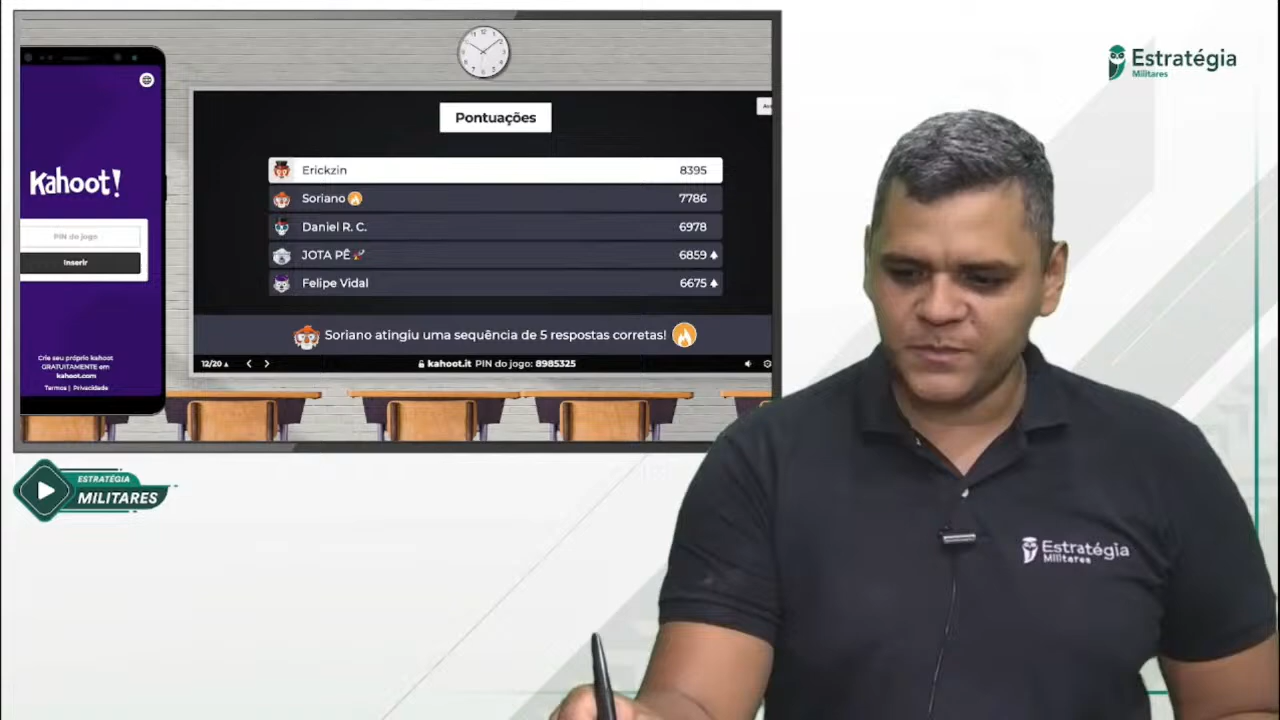 Kahoot!
PIN do jogo
Inserir
Crie seu próprio kahoot
GRATUITAMENTE em
kahoot.com
Termos | Privacidade
Pontuações
Erickzin 8395
Soriano 7786
Daniel R. C. 6978
JOTA PÊ 6859
Felipe Vidal 6675
Soriano atingiu uma sequência de 5 respostas corretas!
12/20
kahoot.it PIN do jogo: 8985325
Estratégia
Militares
ESTRATÉGIA
MILITARES
Estratégia
Militares